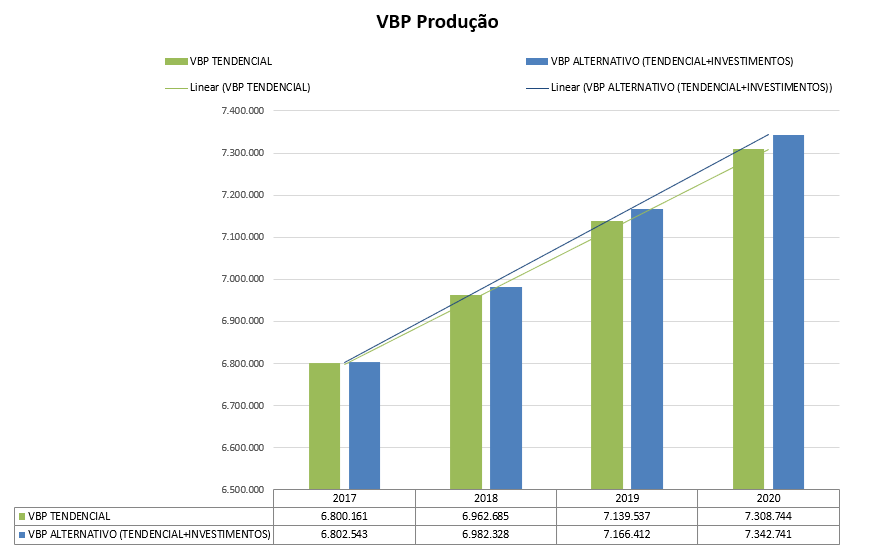 VBP Produção
VBP TENDENCIAL
VBP ALTERNATIVO (TENDENCIAL+INVESTIMENTOS)
Linear (VBP TENDENCIAL)
Linear (VBP ALTERNATIVO (TENDENCIAL+INVESTIMENTOS))
7.400.000
7.300.000
7.200.000
7.100.000
7.000.000
6.900.000
6.800.000
6.700.000
6.600.000
6.500.000
2017 2018 2019 2020
VBP TENDENCIAL 6.800.161 6.962.685 7.139.537 7.308.744
VBP ALTERNATIVO (TENDENCIAL+INVESTIMENTOS) 6.802.543 6.982.328 7.166.412 7.342.741